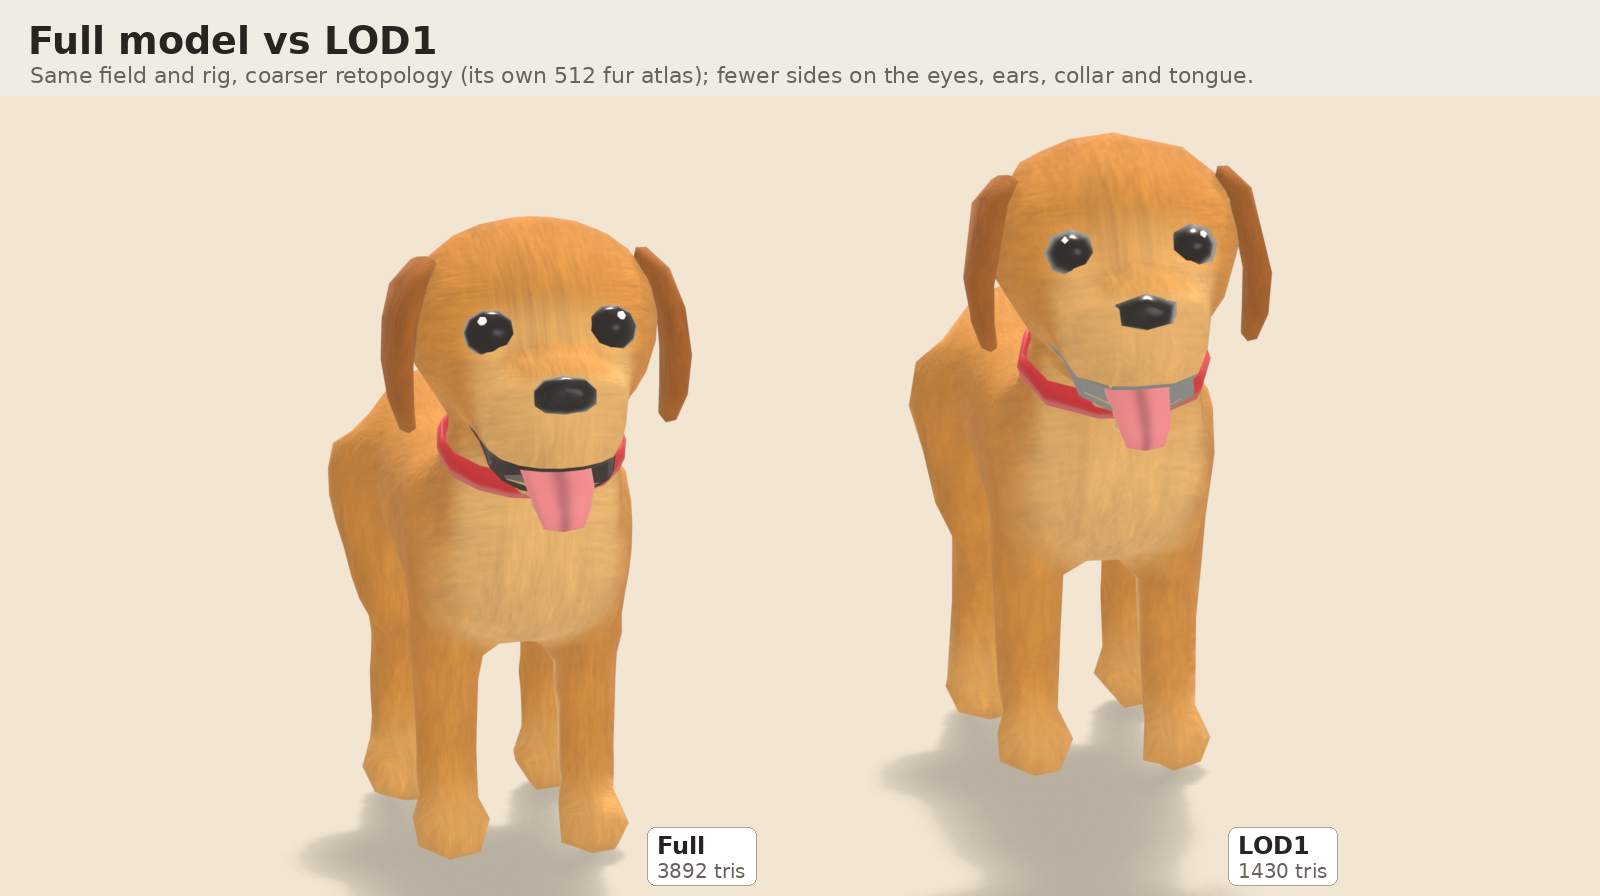 Full model vs LOD1
Same field and rig, coarser retopology (its own 512 fur atlas); fewer sides on the eyes, ears, collar and tongue.
Full
3892 tris
LOD1
1430 tris